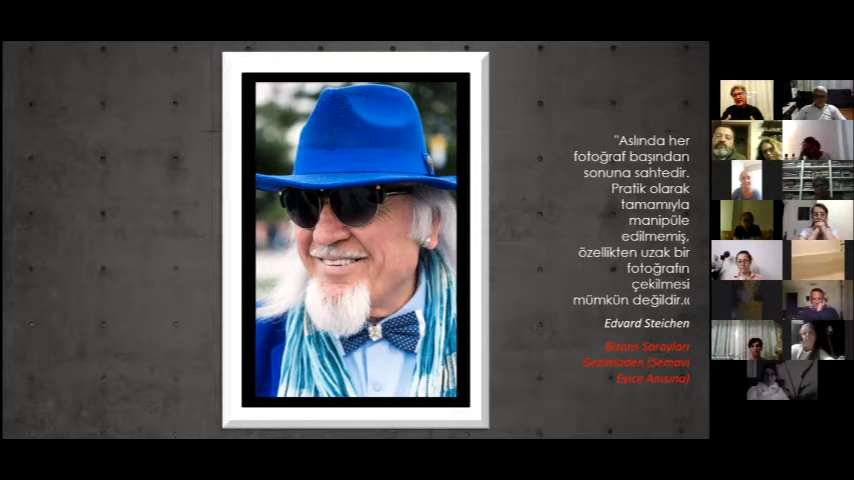 "Aslında her
fotoğraf başından
sonuna sahtedir.
Pratik olarak
tamamıyla
manipüle
edilmemiş,
özellikten uzak bir
fotoğrafın
çekilmesi
mümkün değildir.«
Edvard Steichen
Bizans Sarayları
Gezimizden (Semavi
Eyice Anısına)